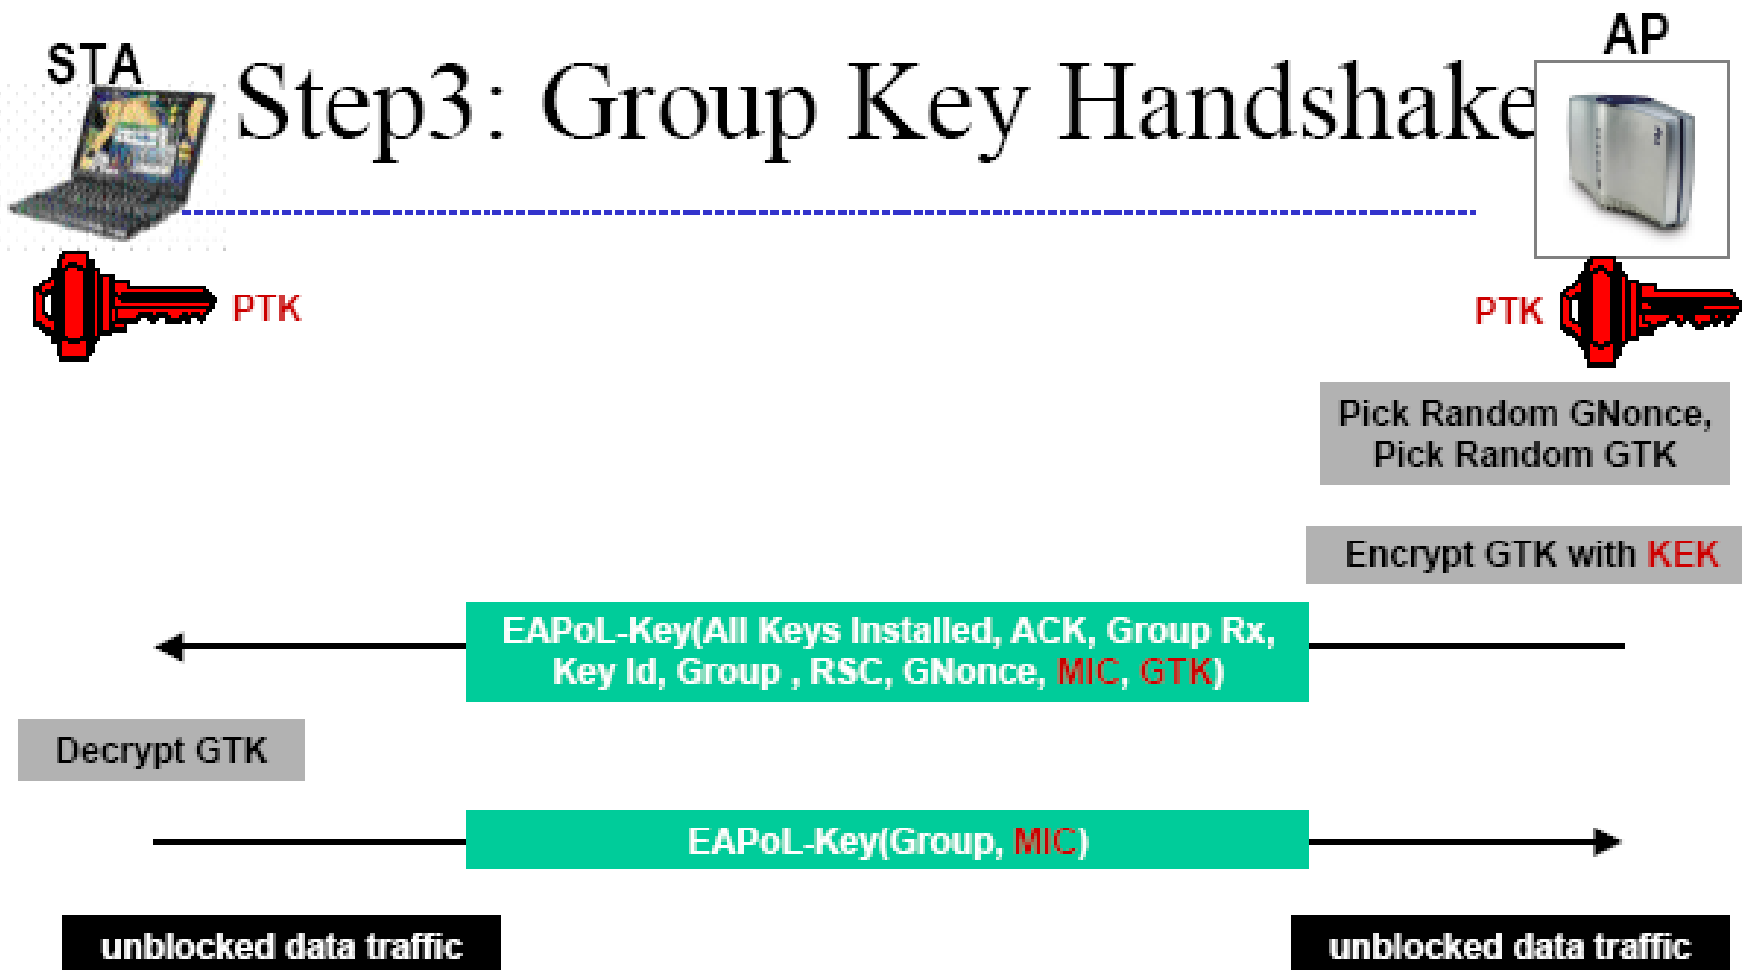 STA
AP
Step3: Group Key Handshake
PTK
PTK
Pick Random GNonce,
Pick Random GTK
Encrypt GTK with KEK
EAPoL-Key(All Keys Installed, ACK, Group Rx,
Key Id, Group , RSC, GNonce, MIC, GTK)
Decrypt GTK
EAPoL-Key(Group, MIC)
unblocked data traffic
unblocked data traffic